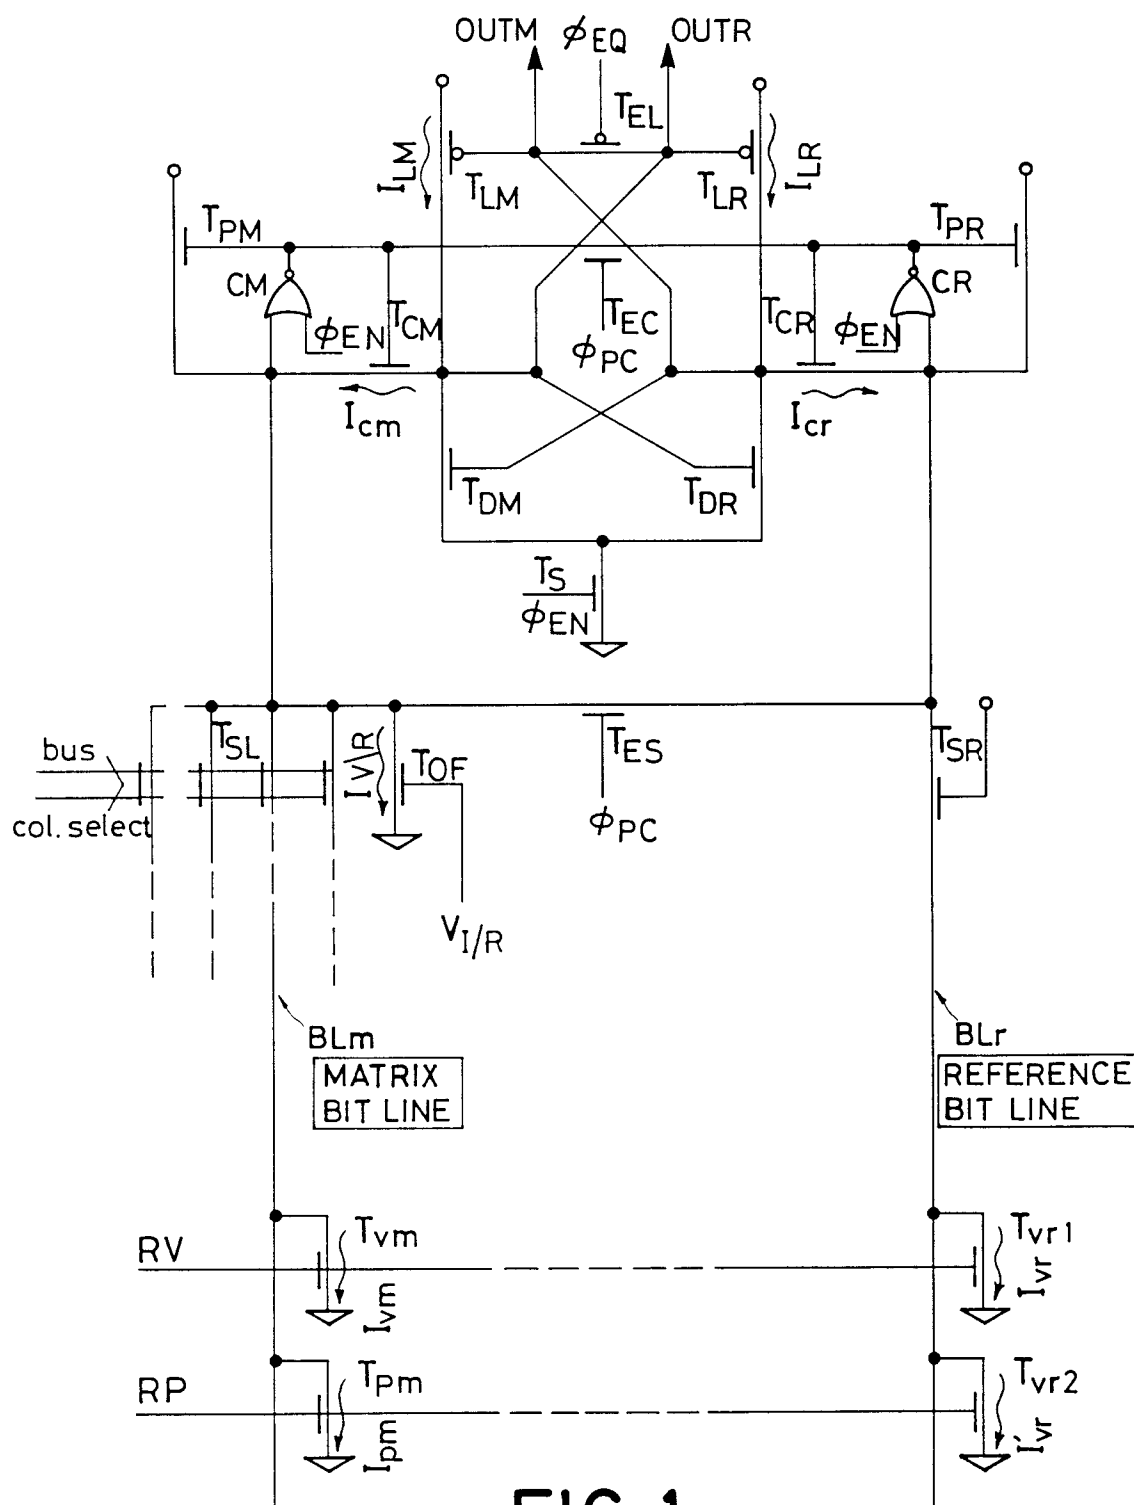 OUTM ϕEQ OUTR
TEL
ILM
ILR
TLM TLR
TPM TPR
CM CR
TCM TEC TCR
ϕEN ϕPC ϕEN
Icm Icr
TDM TDR
TS
ϕEN
bus TSL IV/R TOF TES TSR
col. select ϕPC
VI/R
BLm BLr
MATRIX
BIT LINE
REFERENCE
BIT LINE
RV Tvm Tvr1
Ivm Ivr
RP Tpm Tvr2
Ipm I'vr
FIG.1